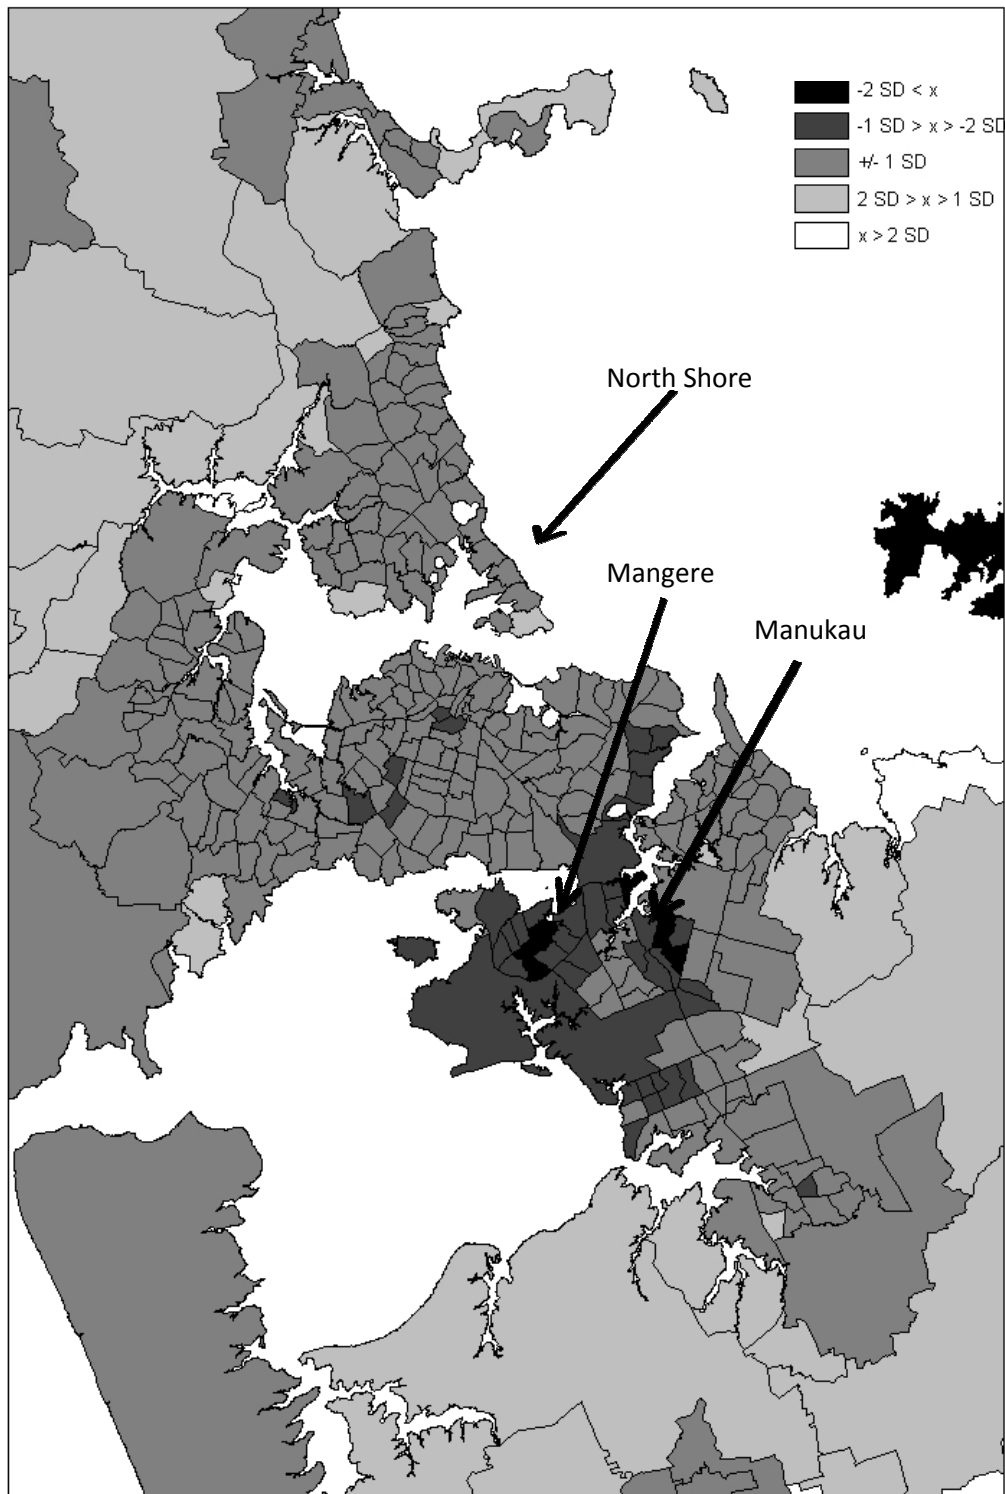 -2 SD < x
-1 SD > x > -2 SD
+/- 1 SD
2 SD > x > 1 SD
x > 2 SD
North Shore
Mangere
Manukau